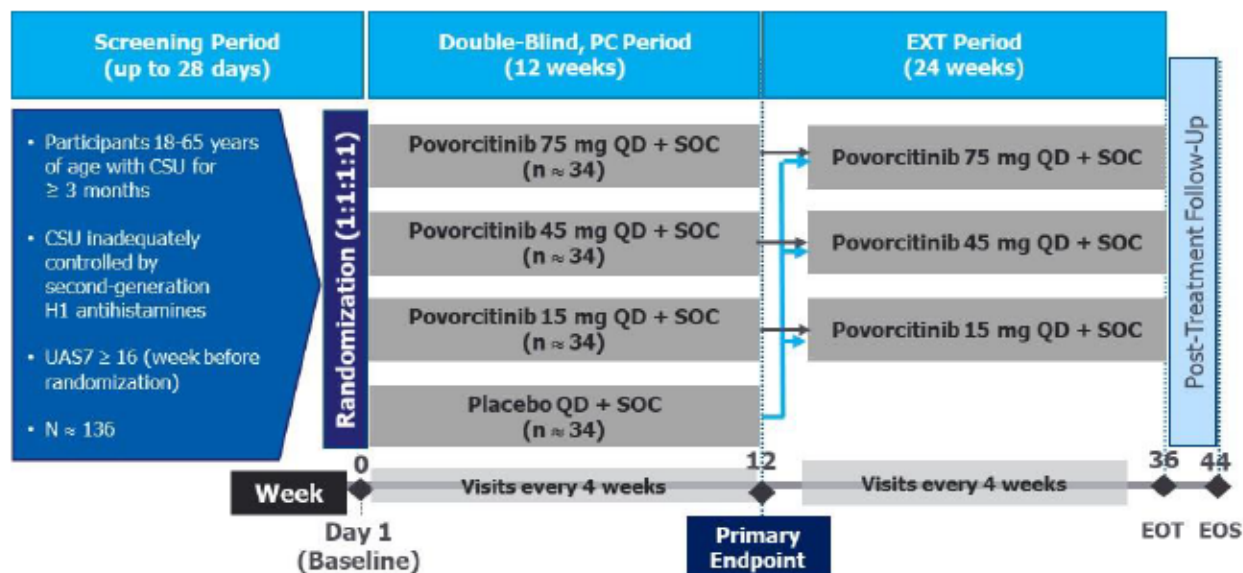 Screening Period
(up to 28 days)
Double-Blind, PC Period
(12 weeks)
EXT Period
(24 weeks)
• Participants 18-65 years
of age with CSU for
≥ 3 months
• CSU inadequately
controlled by
second-generation
H1 antihistamines
• UAS7 ≥ 16 (week before
randomization)
• N ≈ 136
Randomization (1:1:1:1)
Povorcitinib 75 mg QD + SOC
(n ≈ 34)
Povorcitinib 45 mg QD + SOC
(n ≈ 34)
Povorcitinib 15 mg QD + SOC
(n ≈ 34)
Placebo QD + SOC
(n ≈ 34)
Povorcitinib 75 mg QD + SOC
Povorcitinib 45 mg QD + SOC
Povorcitinib 15 mg QD + SOC
Post-Treatment Follow-Up
0
12
36
44
Week
Visits every 4 weeks
Visits every 4 weeks
Day 1
(Baseline)
Primary
Endpoint
EOT
EOS